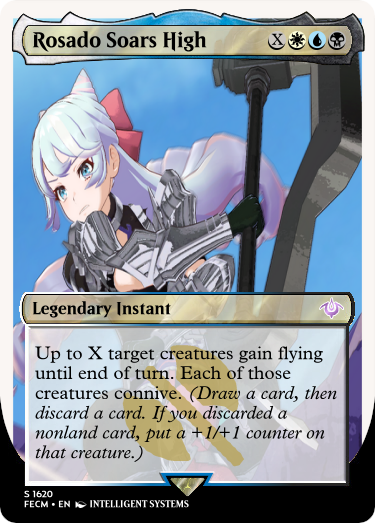 Rosado Soars High X
Legendary Instant
Up to X target creatures gain flying
until end of turn. Each of those
creatures connive. (Draw a card, then
discard a card. If you discarded a
nonland card, put a +1/+1 counter on
that creature.)
S 1620
FECM • EN INTELLIGENT SYSTEMS